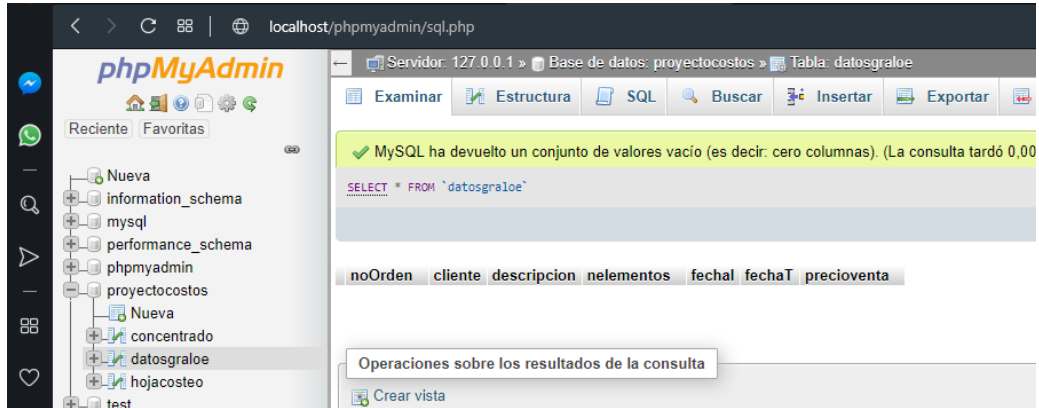 localhost/phpmyadmin/sql.php
phpMyAdmin
Reciente Favoritas
Nueva
information_schema
mysql
performance_schema
phpmyadmin
proyectocostos
Nueva
concentrado
datosgraloe
hojacosteo
test
Servidor: 127.0.0.1 » Base de datos: proyectocostos » Tabla: datosgraloe
Examinar Estructura SQL Buscar Insertar Exportar
MySQL ha devuelto un conjunto de valores vacío (es decir: cero columnas). (La consulta tardó 0,00
SELECT * FROM `datosgraloe`
noOrden cliente descripcion nelementos fechaI fechaT precioventa
Operaciones sobre los resultados de la consulta
Crear vista